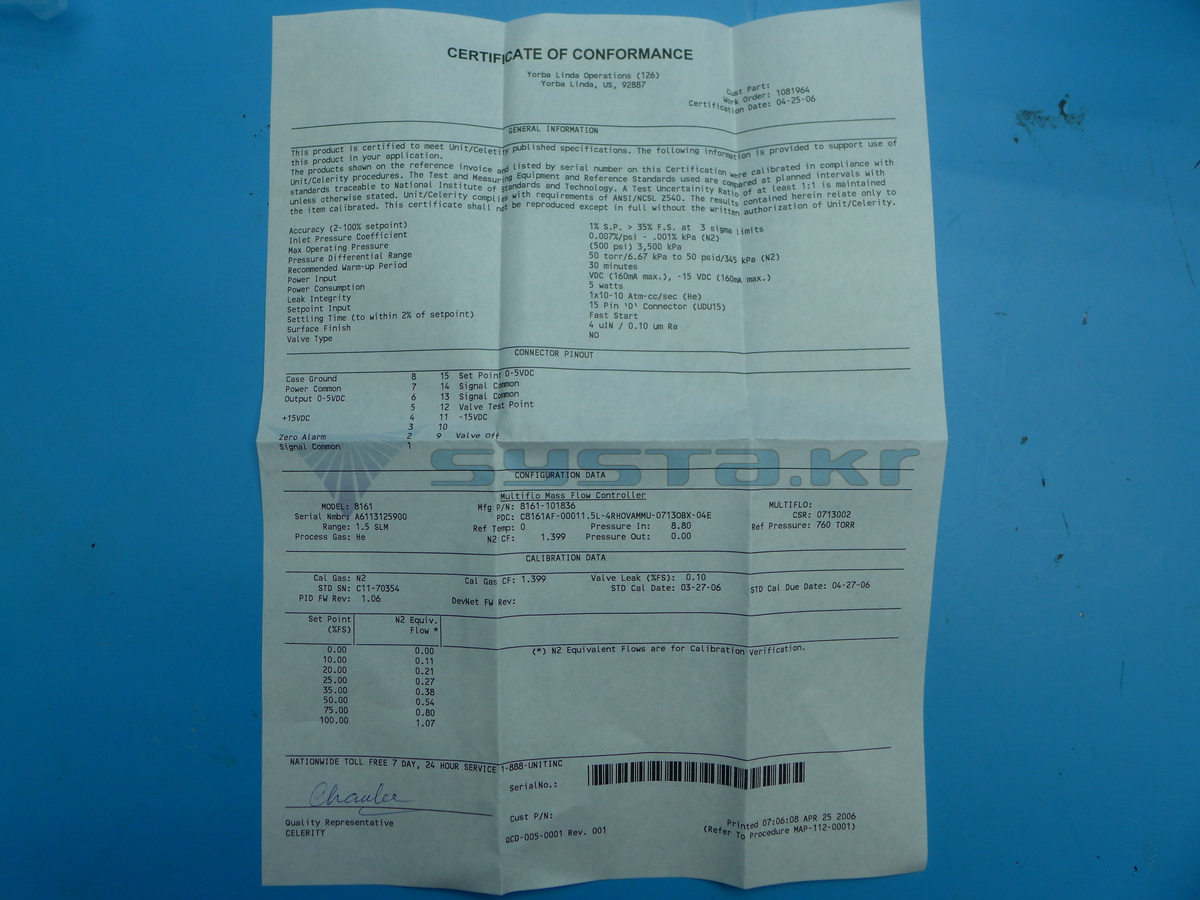 CERTIFICATE OF CONFORMANCE
Yorba Linda Operations (126)
Yorba Linda, US, 92887
Cust Part:
Work Order: 1081964
Certification Date: 04-25-06
GENERAL INFORMATION
This product is certified to meet Unit/Celerity published specifications. The following information is provided to support use of
this product in your application.
The products shown on the reference invoice and listed by serial number on this Certification were calibrated in compliance with
Unit/Celerity procedures. The Test and Measuring Equipment and Reference Standards used are compared at planned intervals with
standards traceable to National Institute of Standards and Technology. A Test Uncertainity Ratio of at least 1:1 is maintained
unless otherwise stated. Unit/Celerity complies with requirements of ANSI/NCSL 2540. The results contained herein relate only to
the item calibrated. This certificate shall not be reproduced except in full without the written authorization of Unit/Celerity.
Accuracy (2-100% setpoint) 1% S.P. > 35% F.S. at 3 sigma limits
Inlet Pressure Coefficient 0.007%/psi - .001% kPa (N2)
Max Operating Pressure (500 psi) 3,500 kPa
Pressure Differential Range 50 torr/6.67 kPa to 50 psid/345 kPa (N2)
Recommended Warm-up Period 30 minutes
Power Input VDC (160mA max.), -15 VDC (160mA max.)
Power Consumption 5 watts
Leak Integrity 1x10-10 Atm-cc/sec (He)
Setpoint Input 15 Pin 'D' Connector (UDU15)
Settling Time (to within 2% of setpoint) Fast Start
Surface Finish 4 uIN / 0.10 um Ra
Valve Type NO
CONNECTOR PINOUT
Case Ground 8 15 Set Point 0-5VDC
Power Common 7 14 Signal Common
Output 0-5VDC 6 13 Signal Common
5 12 Valve Test Point
+15VDC 4 11 -15VDC
3 10
Zero Alarm 2 9 Valve Off
Signal Common 1
systa.kr
CONFIGURATION DATA
Multiflo Mass Flow Controller
MODEL: 8161 Mfg P/N: 8161-101836 MULTIFLO:
Serial Nmbr: A6113125900 PDC: C8161AF-00011.5L-4RHOVAMMU-0713OBX-04E CSR: 0713002
Range: 1.5 SLM Ref Temp: 0 Pressure In: 8.80 Ref Pressure: 760 TORR
Process Gas: He N2 CF: 1.399 Pressure Out: 0.00
CALIBRATION DATA
Cal Gas: N2 Cal Gas CF: 1.399 Valve Leak (%FS): 0.10
STD SN: C11-70354 STD Cal Date: 03-27-06 STD Cal Due Date: 04-27-06
PID FW Rev: 1.06 DevNet FW Rev:
Set Point N2 Equiv.
(%FS) Flow *
0.00 0.00 (*) N2 Equivalent Flows are for Calibration Verification.
10.00 0.11
20.00 0.21
25.00 0.27
35.00 0.38
50.00 0.54
75.00 0.80
100.00 1.07
NATIONWIDE TOLL FREE 7 DAY, 24 HOUR SERVICE 1-888-UNITINC
SerialNo.:
Quality Representative
CELERITY
Cust P/N:
QCD-005-0001 Rev. 001
Printed 07:06:08 APR 25 2006
(Refer To Procedure MAP-112-0001)